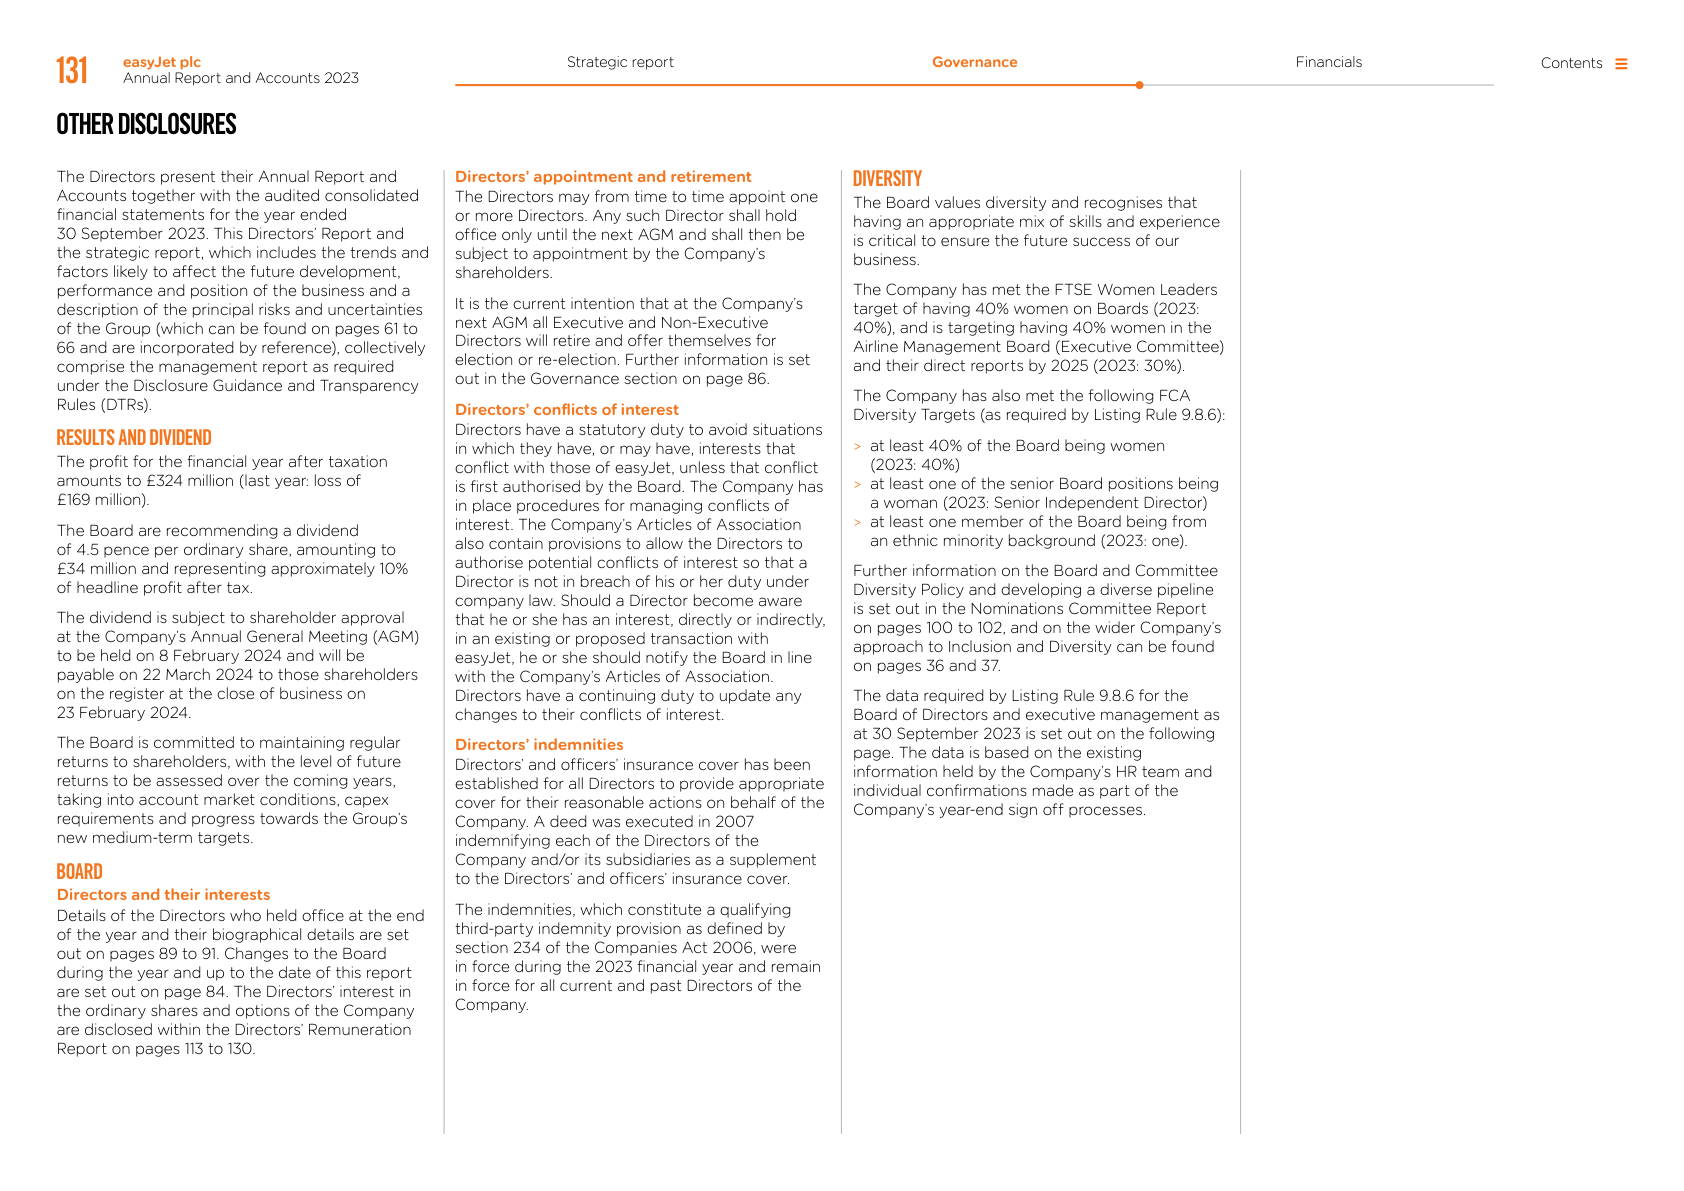 131
easyJet plc
Annual Report and Accounts 2023
Strategic report
Governance
Financials
Contents
OTHER DISCLOSURES
The Directors present their Annual Report and
Accounts together with the audited consolidated
financial statements for the year ended
30 September 2023. This Directors' Report and
the strategic report, which includes the trends and
factors likely to affect the future development,
performance and position of the business and a
description of the principal risks and uncertainties
of the Group (which can be found on pages 61 to
66 and are incorporated by reference), collectively
comprise the management report as required
under the Disclosure Guidance and Transparency
Rules (DTRs).
RESULTS AND DIVIDEND
The profit for the financial year after taxation
amounts to £324 million (last year: loss of
£169 million).
The Board are recommending a dividend
of 4.5 pence per ordinary share, amounting to
£34 million and representing approximately 10%
of headline profit after tax.
The dividend is subject to shareholder approval
at the Company's Annual General Meeting (AGM)
to be held on 8 February 2024 and will be
payable on 22 March 2024 to those shareholders
on the register at the close of business on
23 February 2024.
The Board is committed to maintaining regular
returns to shareholders, with the level of future
returns to be assessed over the coming years,
taking into account market conditions, capex
requirements and progress towards the Group's
new medium-term targets.
BOARD
Directors and their interests
Details of the Directors who held office at the end
of the year and their biographical details are set
out on pages 89 to 91. Changes to the Board
during the year and up to the date of this report
are set out on page 84. The Directors' interest in
the ordinary shares and options of the Company
are disclosed within the Directors' Remuneration
Report on pages 113 to 130.
Directors' appointment and retirement
The Directors may from time to time appoint one
or more Directors. Any such Director shall hold
office only until the next AGM and shall then be
subject to appointment by the Company's
shareholders.
It is the current intention that at the Company's
next AGM all Executive and Non-Executive
Directors will retire and offer themselves for
election or re-election. Further information is set
out in the Governance section on page 86.
Directors' conflicts of interest
Directors have a statutory duty to avoid situations
in which they have, or may have, interests that
conflict with those of easyJet, unless that conflict
is first authorised by the Board. The Company has
in place procedures for managing conflicts of
interest. The Company's Articles of Association
also contain provisions to allow the Directors to
authorise potential conflicts of interest so that a
Director is not in breach of his or her duty under
company law. Should a Director become aware
that he or she has an interest, directly or indirectly,
in an existing or proposed transaction with
easyJet, he or she should notify the Board in line
with the Company's Articles of Association.
Directors have a continuing duty to update any
changes to their conflicts of interest.
Directors' indemnities
Directors' and officers' insurance cover has been
established for all Directors to provide appropriate
cover for their reasonable actions on behalf of the
Company. A deed was executed in 2007
indemnifying each of the Directors of the
Company and/or its subsidiaries as a supplement
to the Directors' and officers' insurance cover.
The indemnities, which constitute a qualifying
third-party indemnity provision as defined by
section 234 of the Companies Act 2006, were
in force during the 2023 financial year and remain
in force for all current and past Directors of the
Company.
DIVERSITY
The Board values diversity and recognises that
having an appropriate mix of skills and experience
is critical to ensure the future success of our
business.
The Company has met the FTSE Women Leaders
target of having 40% women on Boards (2023:
40%), and is targeting having 40% women in the
Airline Management Board (Executive Committee)
and their direct reports by 2025 (2023: 30%).
The Company has also met the following FCA
Diversity Targets (as required by Listing Rule 9.8.6):
> at least 40% of the Board being women
(2023: 40%)
> at least one of the senior Board positions being
a woman (2023: Senior Independent Director)
> at least one member of the Board being from
an ethnic minority background (2023: one).
Further information on the Board and Committee
Diversity Policy and developing a diverse pipeline
is set out in the Nominations Committee Report
on pages 100 to 102, and on the wider Company's
approach to Inclusion and Diversity can be found
on pages 36 and 37.
The data required by Listing Rule 9.8.6 for the
Board of Directors and executive management as
at 30 September 2023 is set out on the following
page. The data is based on the existing
information held by the Company's HR team and
individual confirmations made as part of the
Company's year-end sign off processes.